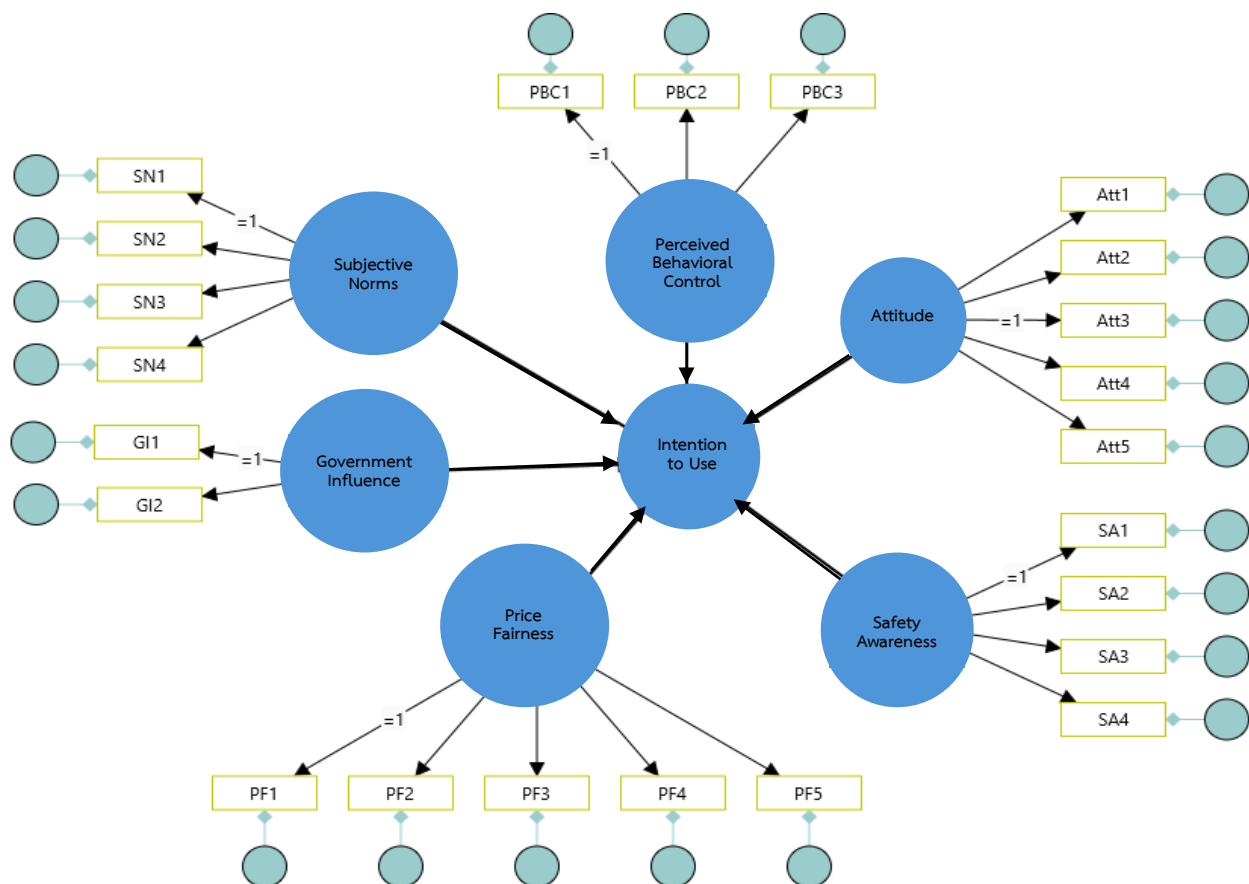 PBC1
PBC2
PBC3
=1
SN1
SN2
SN3
SN4
=1
Subjective
Norms
Perceived
Behavioral
Control
Attitude
Att1
Att2
Att3
Att4
Att5
=1
GI1
GI2
=1
Government
Influence
Intention
to Use
Price
Fairness
Safety
Awareness
SA1
SA2
SA3
SA4
=1
=1
PF1
PF2
PF3
PF4
PF5